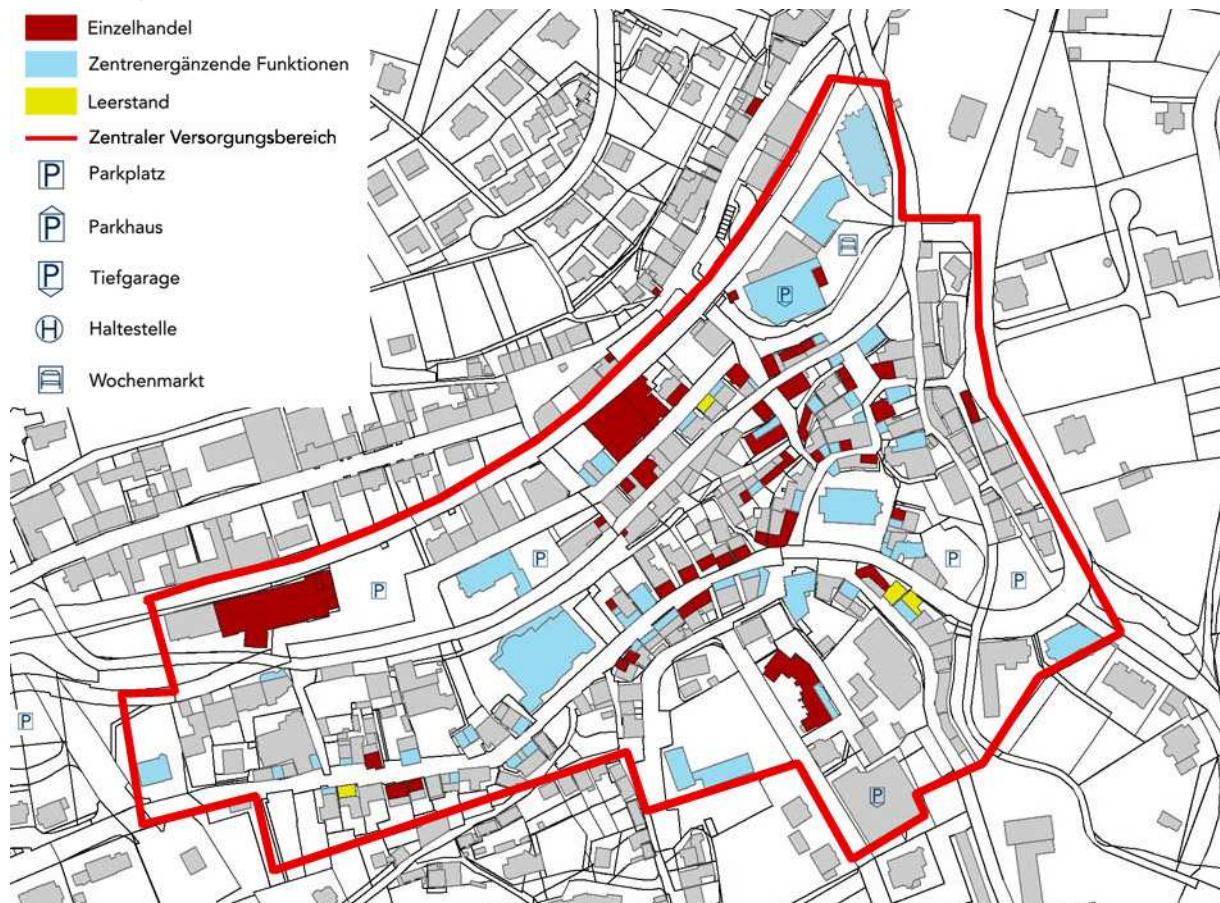 Einzelhandel
Zentrenergänzende Funktionen
Leerstand
Zentraler Versorgungsbereich
P Parkplatz
P Parkhaus
P Tiefgarage
H Haltestelle
Wochenmarkt
P
P
P
P
P
P
P